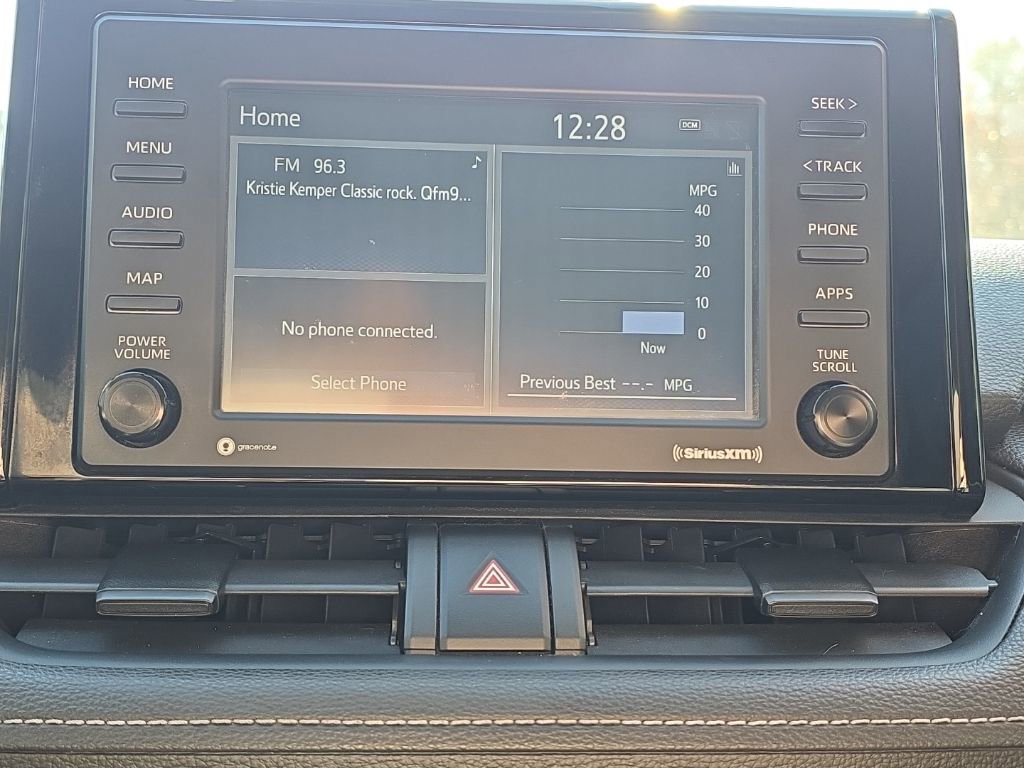 HOME
MENU
AUDIO
MAP
POWER
VOLUME
Home
12:28
DCM
FM 96.3
Kristie Kemper Classic rock. Qfm9...
No phone connected.
Select Phone
MPG
40
30
20
10
0
Now
Previous Best --.- MPG
SEEK >
< TRACK
PHONE
APPS
TUNE
SCROLL
gracenote
((SiriusXM))